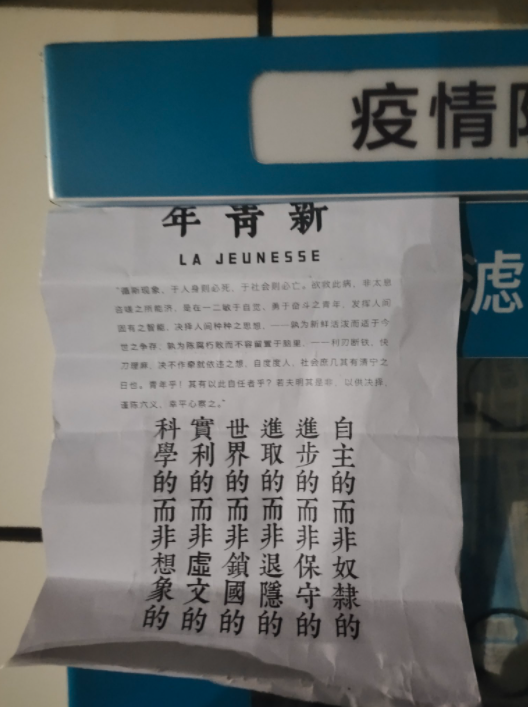 疫情
滤
新青年
LA JEUNESSE
现象,于人身则必死,于社会则必亡。欲救此病,非太息
咨嗟之所能济,是在一二敏于自觉、勇于奋斗之青年,发挥人间
固有之智能,决择人间种种之思想,——孰为新鲜活泼而适于今
世之争存,孰为陈腐朽败而不容留置于脑里,——利刃断铁,快
刀理麻,决不作牵就依违之想,自度度人,社会庶几其有清宁之
日也。青年乎!其有以此自任者乎?若夫明其是非,以供决择,
谨陈六义,幸平心察之。”
自主的而非奴隸的
進步的而非保守的
進取的而非退隱的
世界的而非鎖國的
實利的而非虛文的
科學的而非想象的